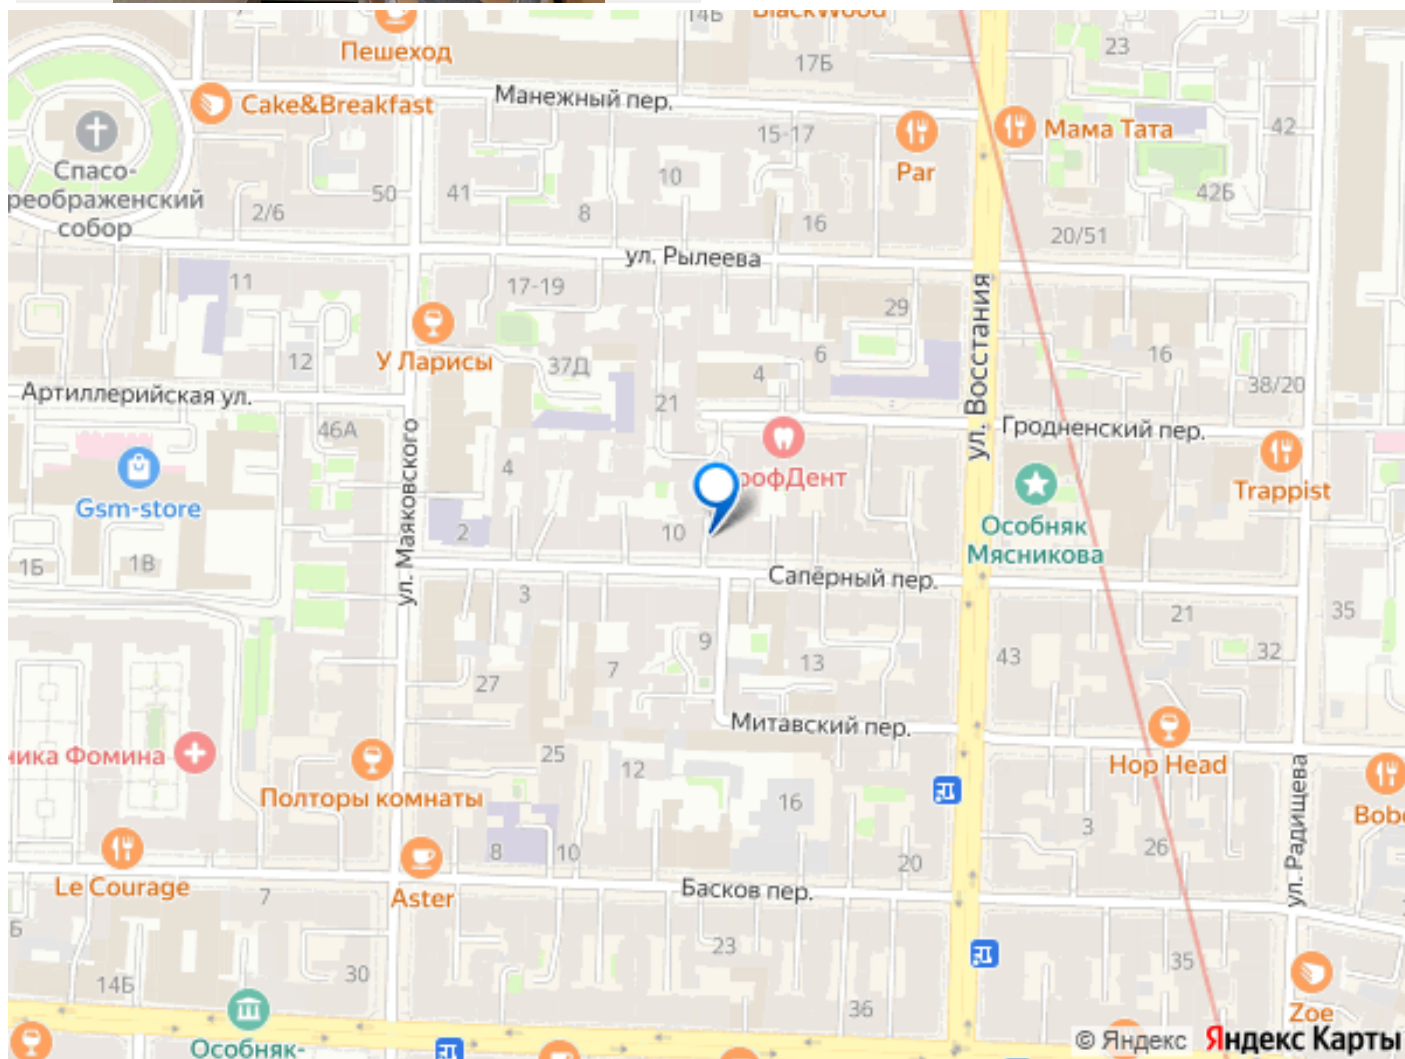 14Б
BlackWood
Пешеход
23
17Б
Cake&Breakfast
Манежный пер.
15-17
Par
Мама Тата
42
Спасо-
реображенский
собор
50
2/6
41
10
8
16
42Б
20/51
ул. Рылеева
11
17-19
29
У Ларисы
12
37Д
6
4
16
38/20
ул. Восстания
Артиллерийская ул.
21
46А
Гродненский пер.
ул. Маяковского
4
рофДент
Gsm-store
Trappist
Особняк
Мясникова
2
10
1Б
1В
Сапёрный пер.
3
21
35
9
7
13
43
32
27
Митавский пер.
ника Фомина
25
12
Hop Head
Полторы комнаты
16
ул. Радищева
Bob
3
26
8
10
20
Le Courage
Aster
7
Басков пер.
Б
23
35
14Б
30
36
Zoe
Особняк-
© Яндекс Яндекс Карты